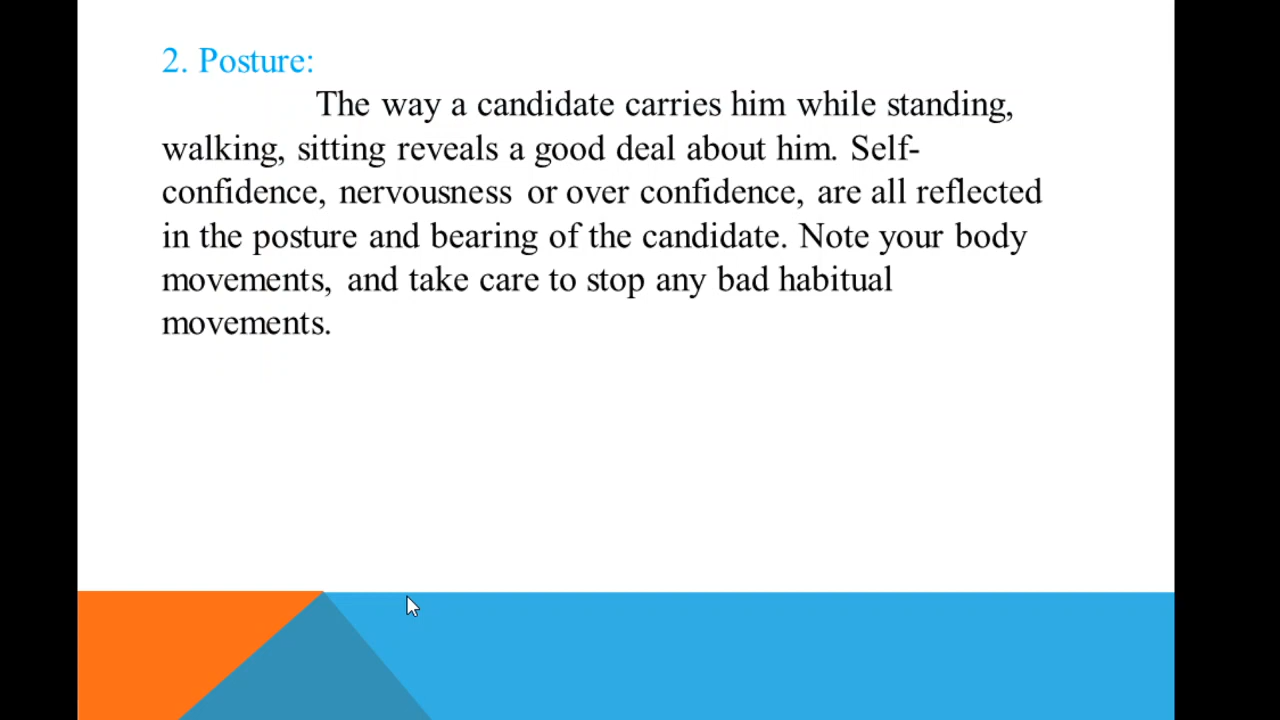 2. Posture:
The way a candidate carries him while standing,
walking, sitting reveals a good deal about him. Self-
confidence, nervousness or over confidence, are all reflected
in the posture and bearing of the candidate. Note your body
movements, and take care to stop any bad habitual
movements.